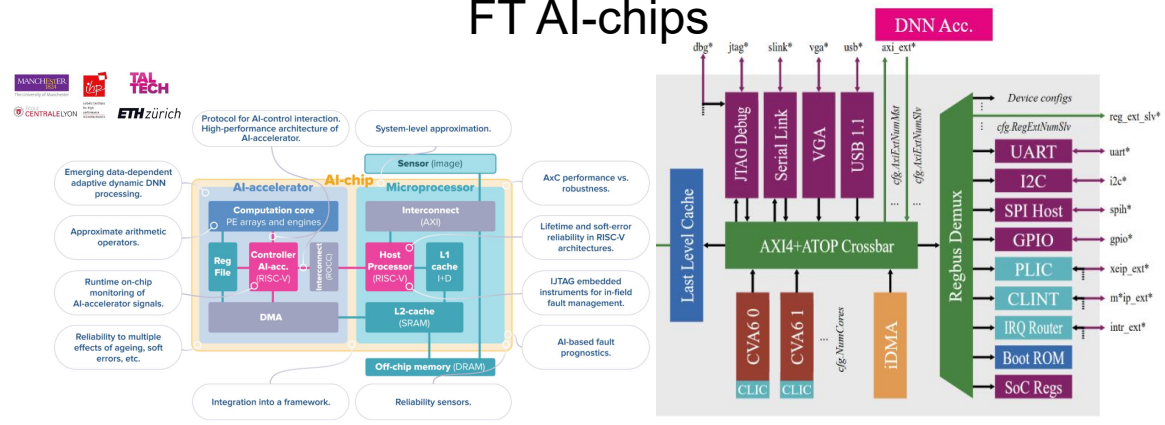 FT AI-chips
MANCHESTER
1824
The University of Manchester
ihp
TAL
TECH
CENTRALELYON
ETH zürich
Protocol for AI-control interaction.
High-performance architecture of
AI-accelerator.
System-level approximation.
Emerging data-dependent
adaptive dynamic DNN
processing.
Approximate arithmetic
operators.
Runtime on-chip
monitoring of
AI-accelerator signals.
Reliability to multiple
effects of ageing, soft
errors, etc.
Integration into a framework.
Reliability sensors.
AxC performance vs.
robustness.
Lifetime and soft-error
reliability in RISC-V
architectures.
IJTAG embedded
instruments for in-field
fault management.
AI-based fault
prognostics.
Sensor (image)
AI-chip
AI-accelerator
Microprocessor
Computation core
PE arrays and engines
Reg
File
Controller
AI-acc.
(RISC-V)
Interconnect
(ROCC)
DMA
Interconnect
(AXI)
Host
Processor
(RISC-V)
L1
cache
I+D
L2-cache
(SRAM)
Off-chip memory (DRAM)
DNN Acc.
dbg*
jtag*
slink*
vga*
usb*
axi_ext*
JTAG Debug
Serial Link
VGA
USB 1.1
cfg.AxiExtNumMst
...
cfg.AxiExtNumSlv
...
Last Level Cache
AXI4+ATOP Crossbar
CVA6 0
CLIC
CVA6 1
CLIC
...
cfg.NumCores
iDMA
Regbus Demux
Device configs
reg_ext_slv*
cfg.RegExtNumSlv
UART
uart*
I2C
i2c*
SPI Host
spih*
GPIO
gpio*
PLIC
xeip_ext*
CLINT
m*ip_ext*
IRQ Router
intr_ext*
Boot ROM
SoC Regs